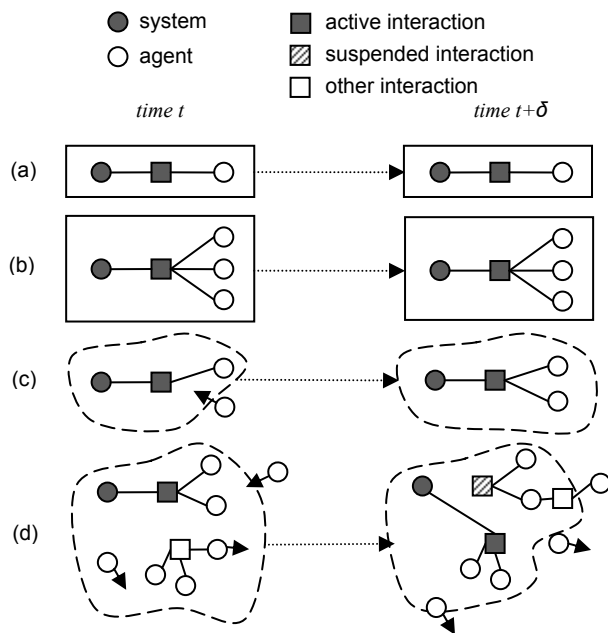 system
agent
active interaction
suspended interaction
other interaction
time t
time t+δ
(a)
(b)
(c)
(d)